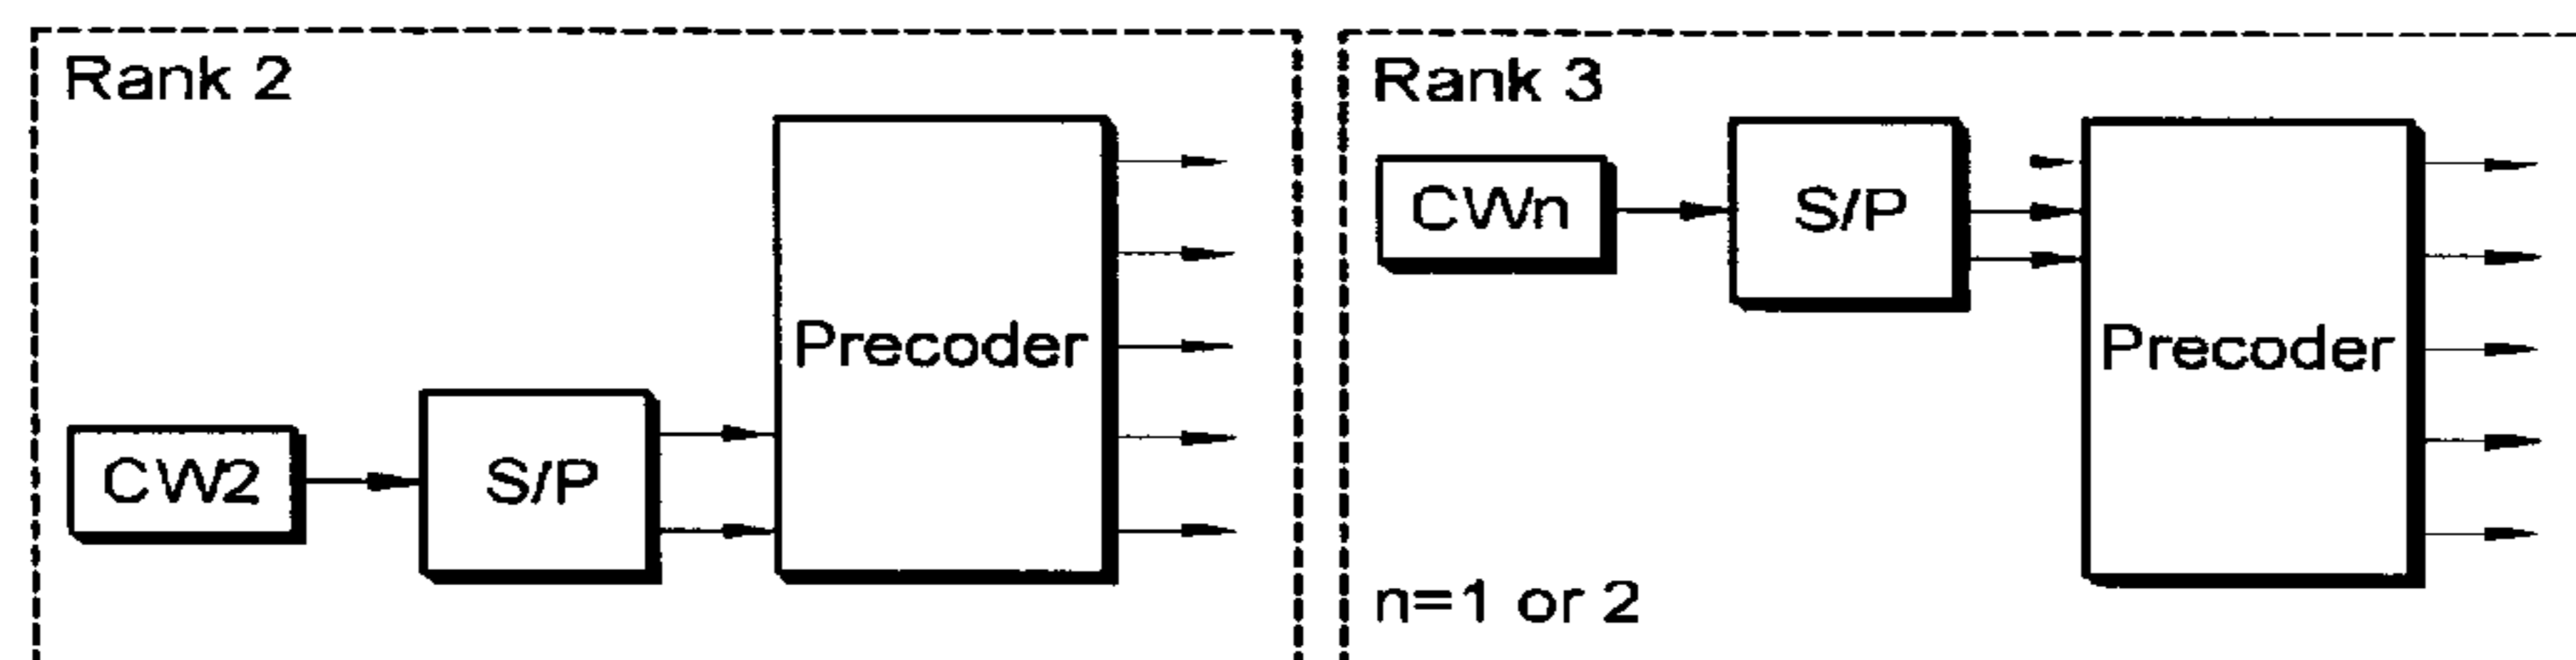 Rank 2
CW2
S/P
Precoder
Rank 3
CWn
S/P
Precoder
n=1 or 2